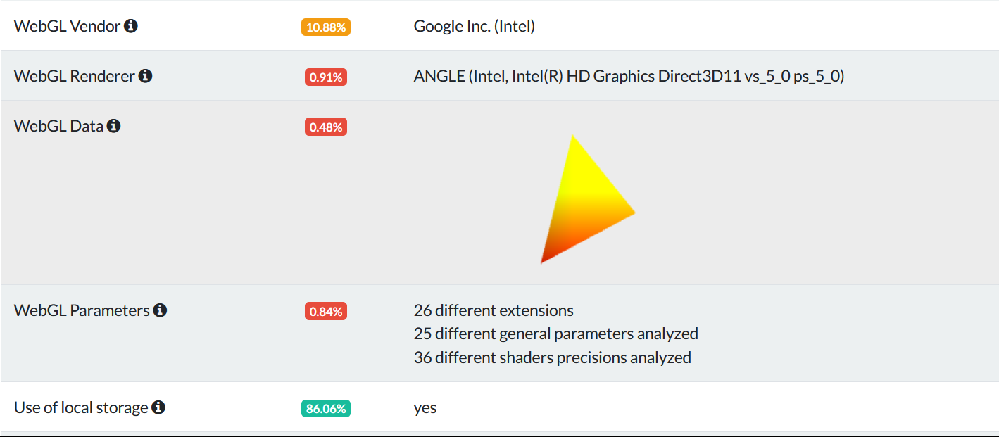 WebGL Vendor 10.88% Google Inc. (Intel)
WebGL Renderer 0.91% ANGLE (Intel, Intel(R) HD Graphics Direct3D11 vs_5_0 ps_5_0)
WebGL Data 0.48%
WebGL Parameters 0.84% 26 different extensions
25 different general parameters analyzed
36 different shaders precisions analyzed
Use of local storage 86.06% yes